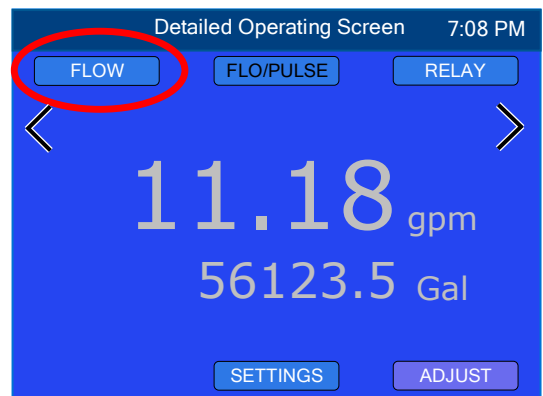 Detailed Operating Screen 7:08 PM
FLOW FLO/PULSE RELAY
11.18 gpm
56123.5 Gal
SETTINGS ADJUST